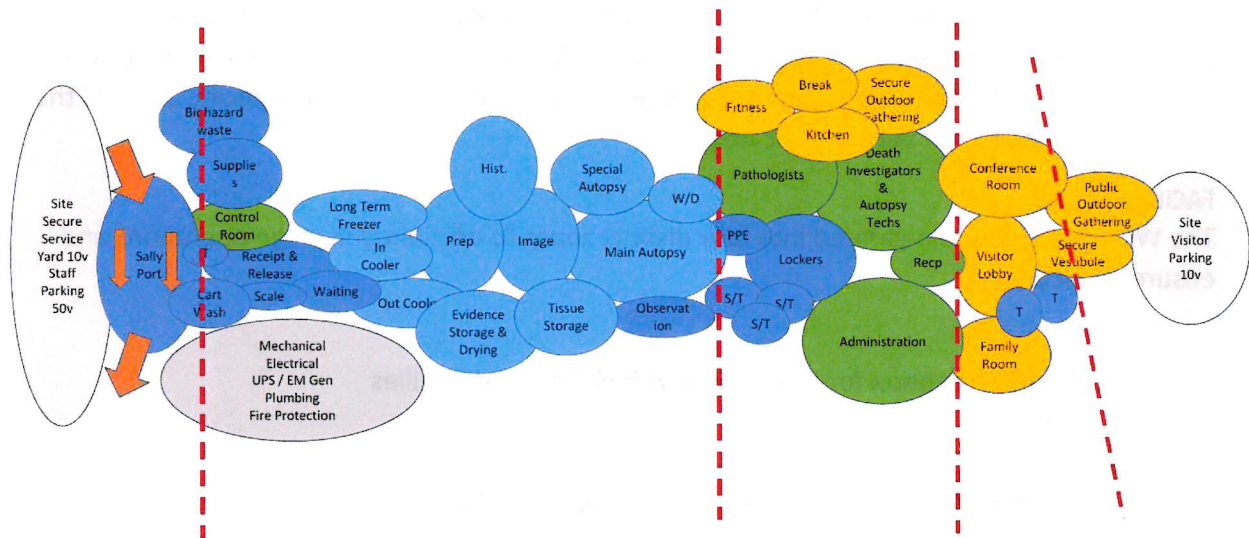 Site
Secure
Service
Yard 10v
Staff
Parking
50v
Sally
Port
Biohazard
waste
Supplie
s
Control
Room
T
Receipt &
Release
Cart
Wash
Scale
Waiting
Mechanical
Electrical
UPS / EM Gen
Plumbing
Fire Protection
Long Term
Freezer
In
Cooler
Out Cooler
Prep
Hist.
Image
Evidence
Storage &
Drying
Tissue
Storage
Special
Autopsy
W/D
Main Autopsy
Observat
ion
Fitness
Break
Kitchen
Secure
Outdoor
Gathering
Pathologists
Death
Investigators
&
Autopsy
Techs
PPE
Lockers
S/T
S/T
S/T
Recp
Administration
Conference
Room
Visitor
Lobby
Family
Room
T
T
Public
Outdoor
Gathering
Secure
Vestibule
Site
Visitor
Parking
10v
FACIL
ensur